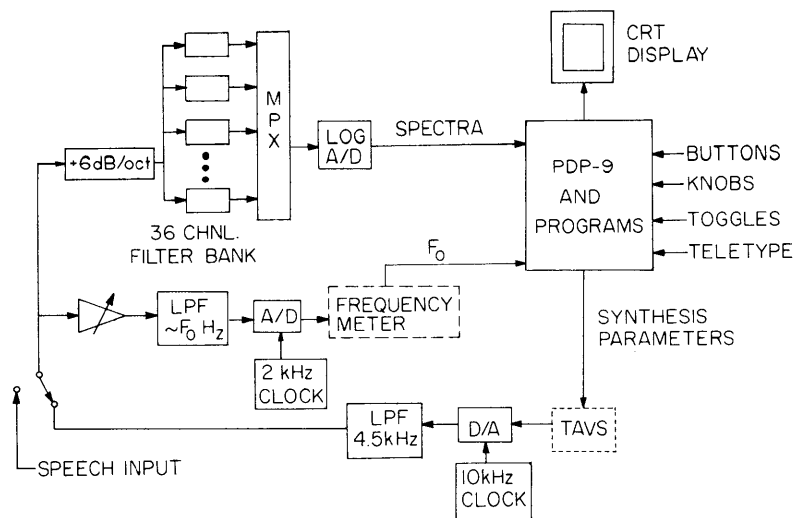 CRT
DISPLAY
M
P
X
LOG
A/D
SPECTRA
+6dB/oct
PDP-9
AND
PROGRAMS
BUTTONS
KNOBS
TOGGLES
TELETYPE
36 CHNL.
FILTER BANK
F0
LPF
~F0 Hz
A/D
FREQUENCY
METER
SYNTHESIS
PARAMETERS
2 kHz
CLOCK
LPF
4.5kHz
D/A
TAVS
SPEECH INPUT
10kHz
CLOCK